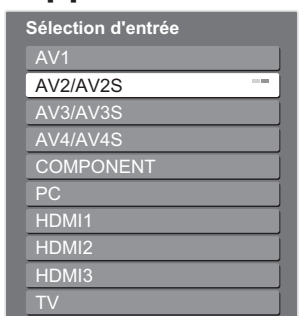 Sélection d'entrée
AV1
AV2/AV2S
AV3/AV3S
AV4/AV4S
COMPONENT
PC
HDMI1
HDMI2
HDMI3
TV